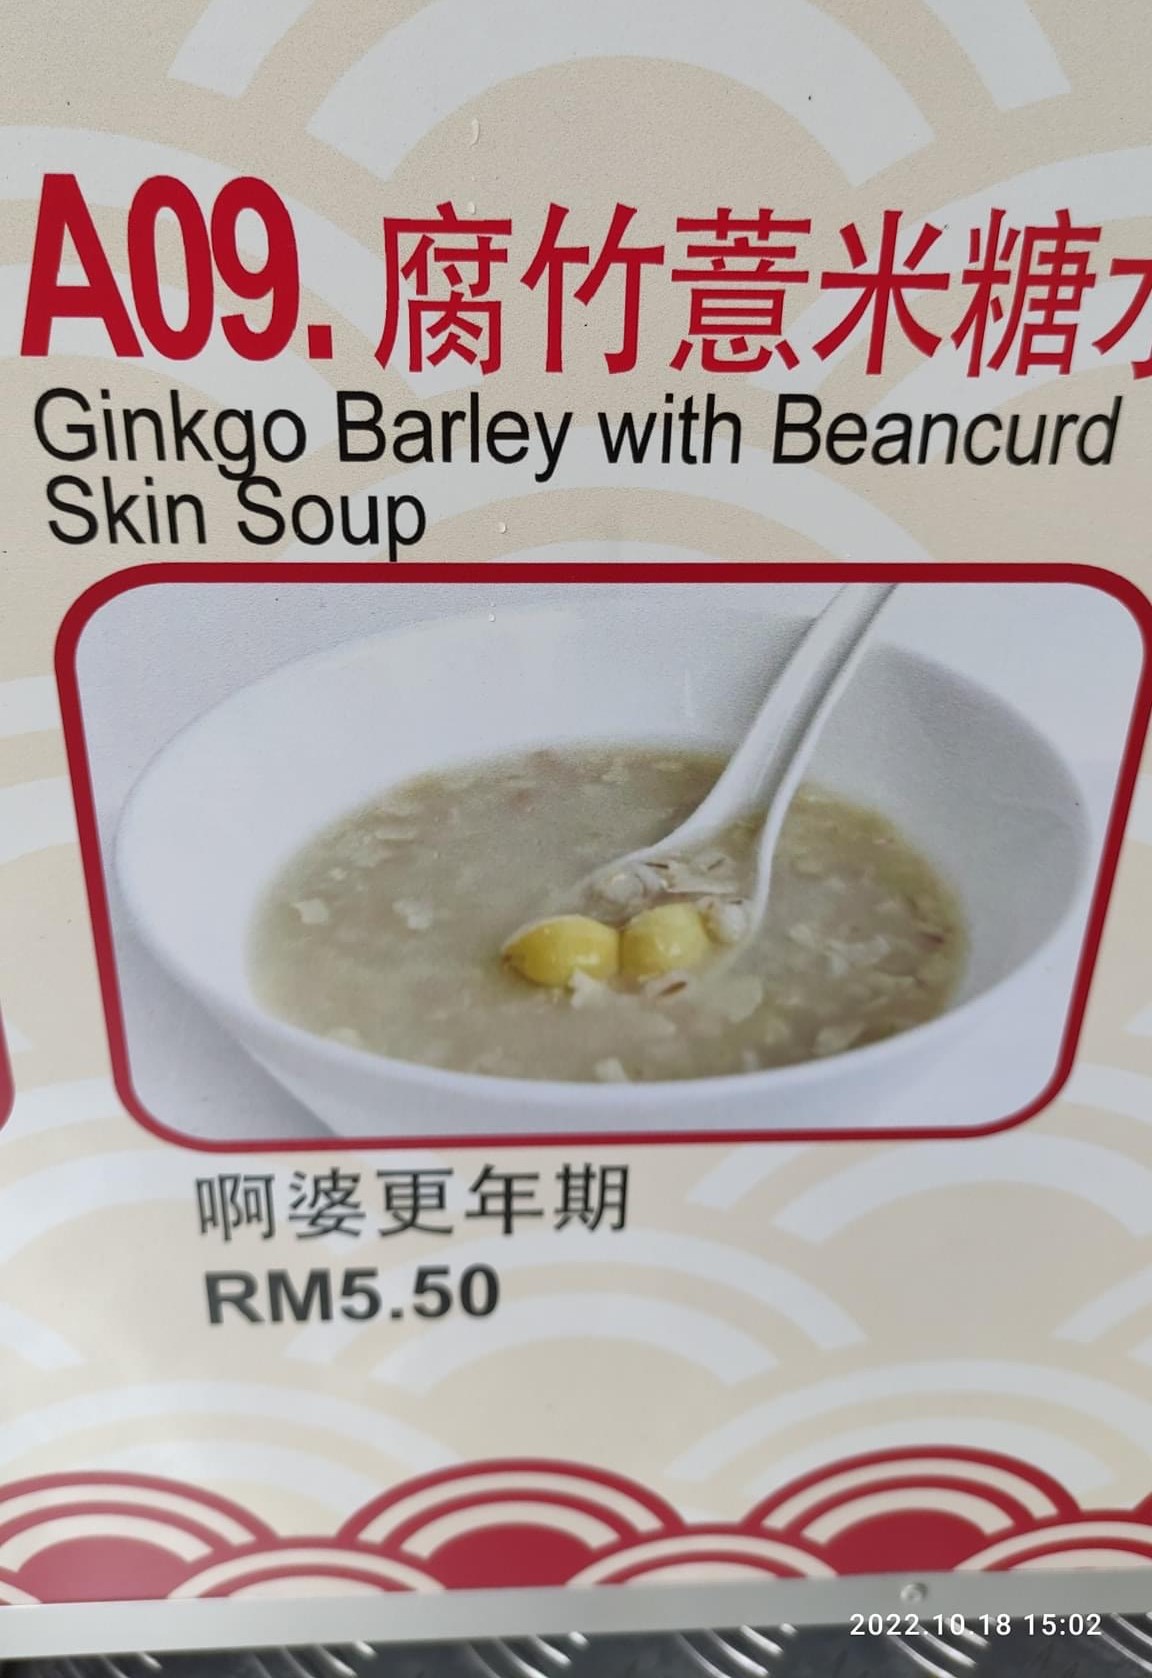 A09. 腐竹薏米糖水
Ginkgo Barley with Beancurd
Skin Soup
啊婆更年期
RM5.50
2022.10.18 15:02